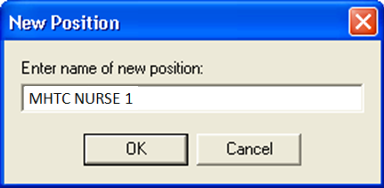 New Position
Enter name of new position:
MHTC NURSE 1
OK Cancel